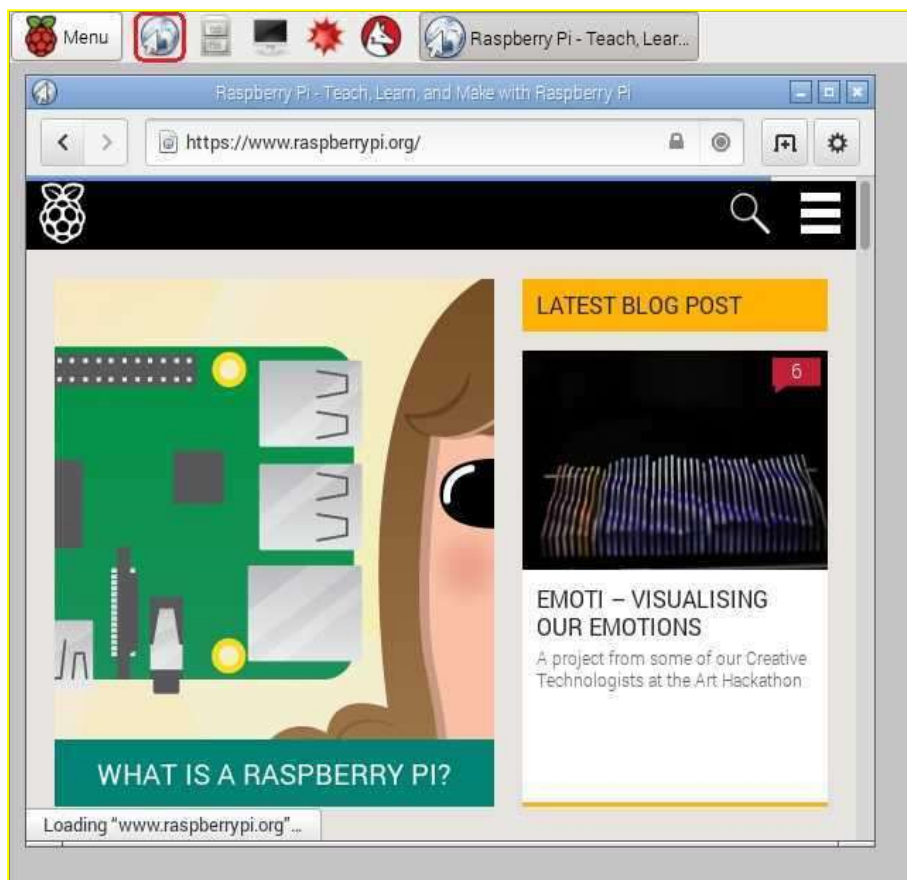 Menu
Raspberry Pi - Teach, Lear...
Raspberry Pi - Teach, Learn, and Make with Raspberry Pi
https://www.raspberrypi.org/
LATEST BLOG POST
6
EMOTI – VISUALISING
OUR EMOTIONS
A project from some of our Creative
Technologists at the Art Hackathon
WHAT IS A RASPBERRY PI?
Loading "www.raspberrypi.org"...